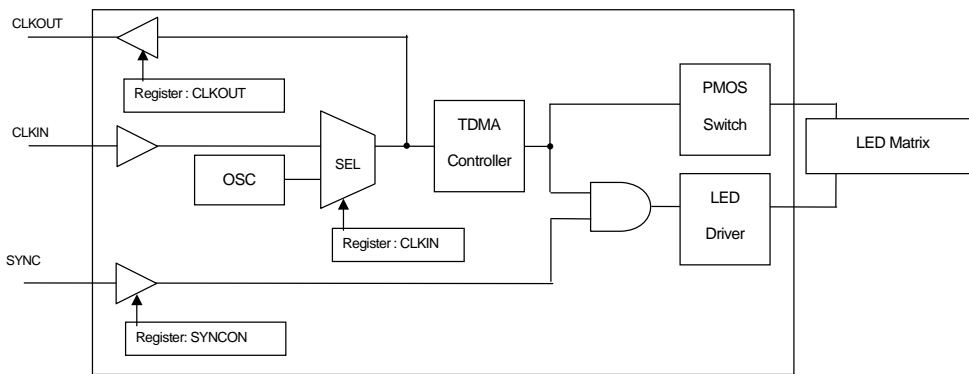 CLKOUT
Register : CLKOUT
CLKIN
OSC
SEL
Register : CLKIN
TDMA
Controller
PMOS
Switch
LED Matrix
LED
Driver
SYNC
Register: SYNCON